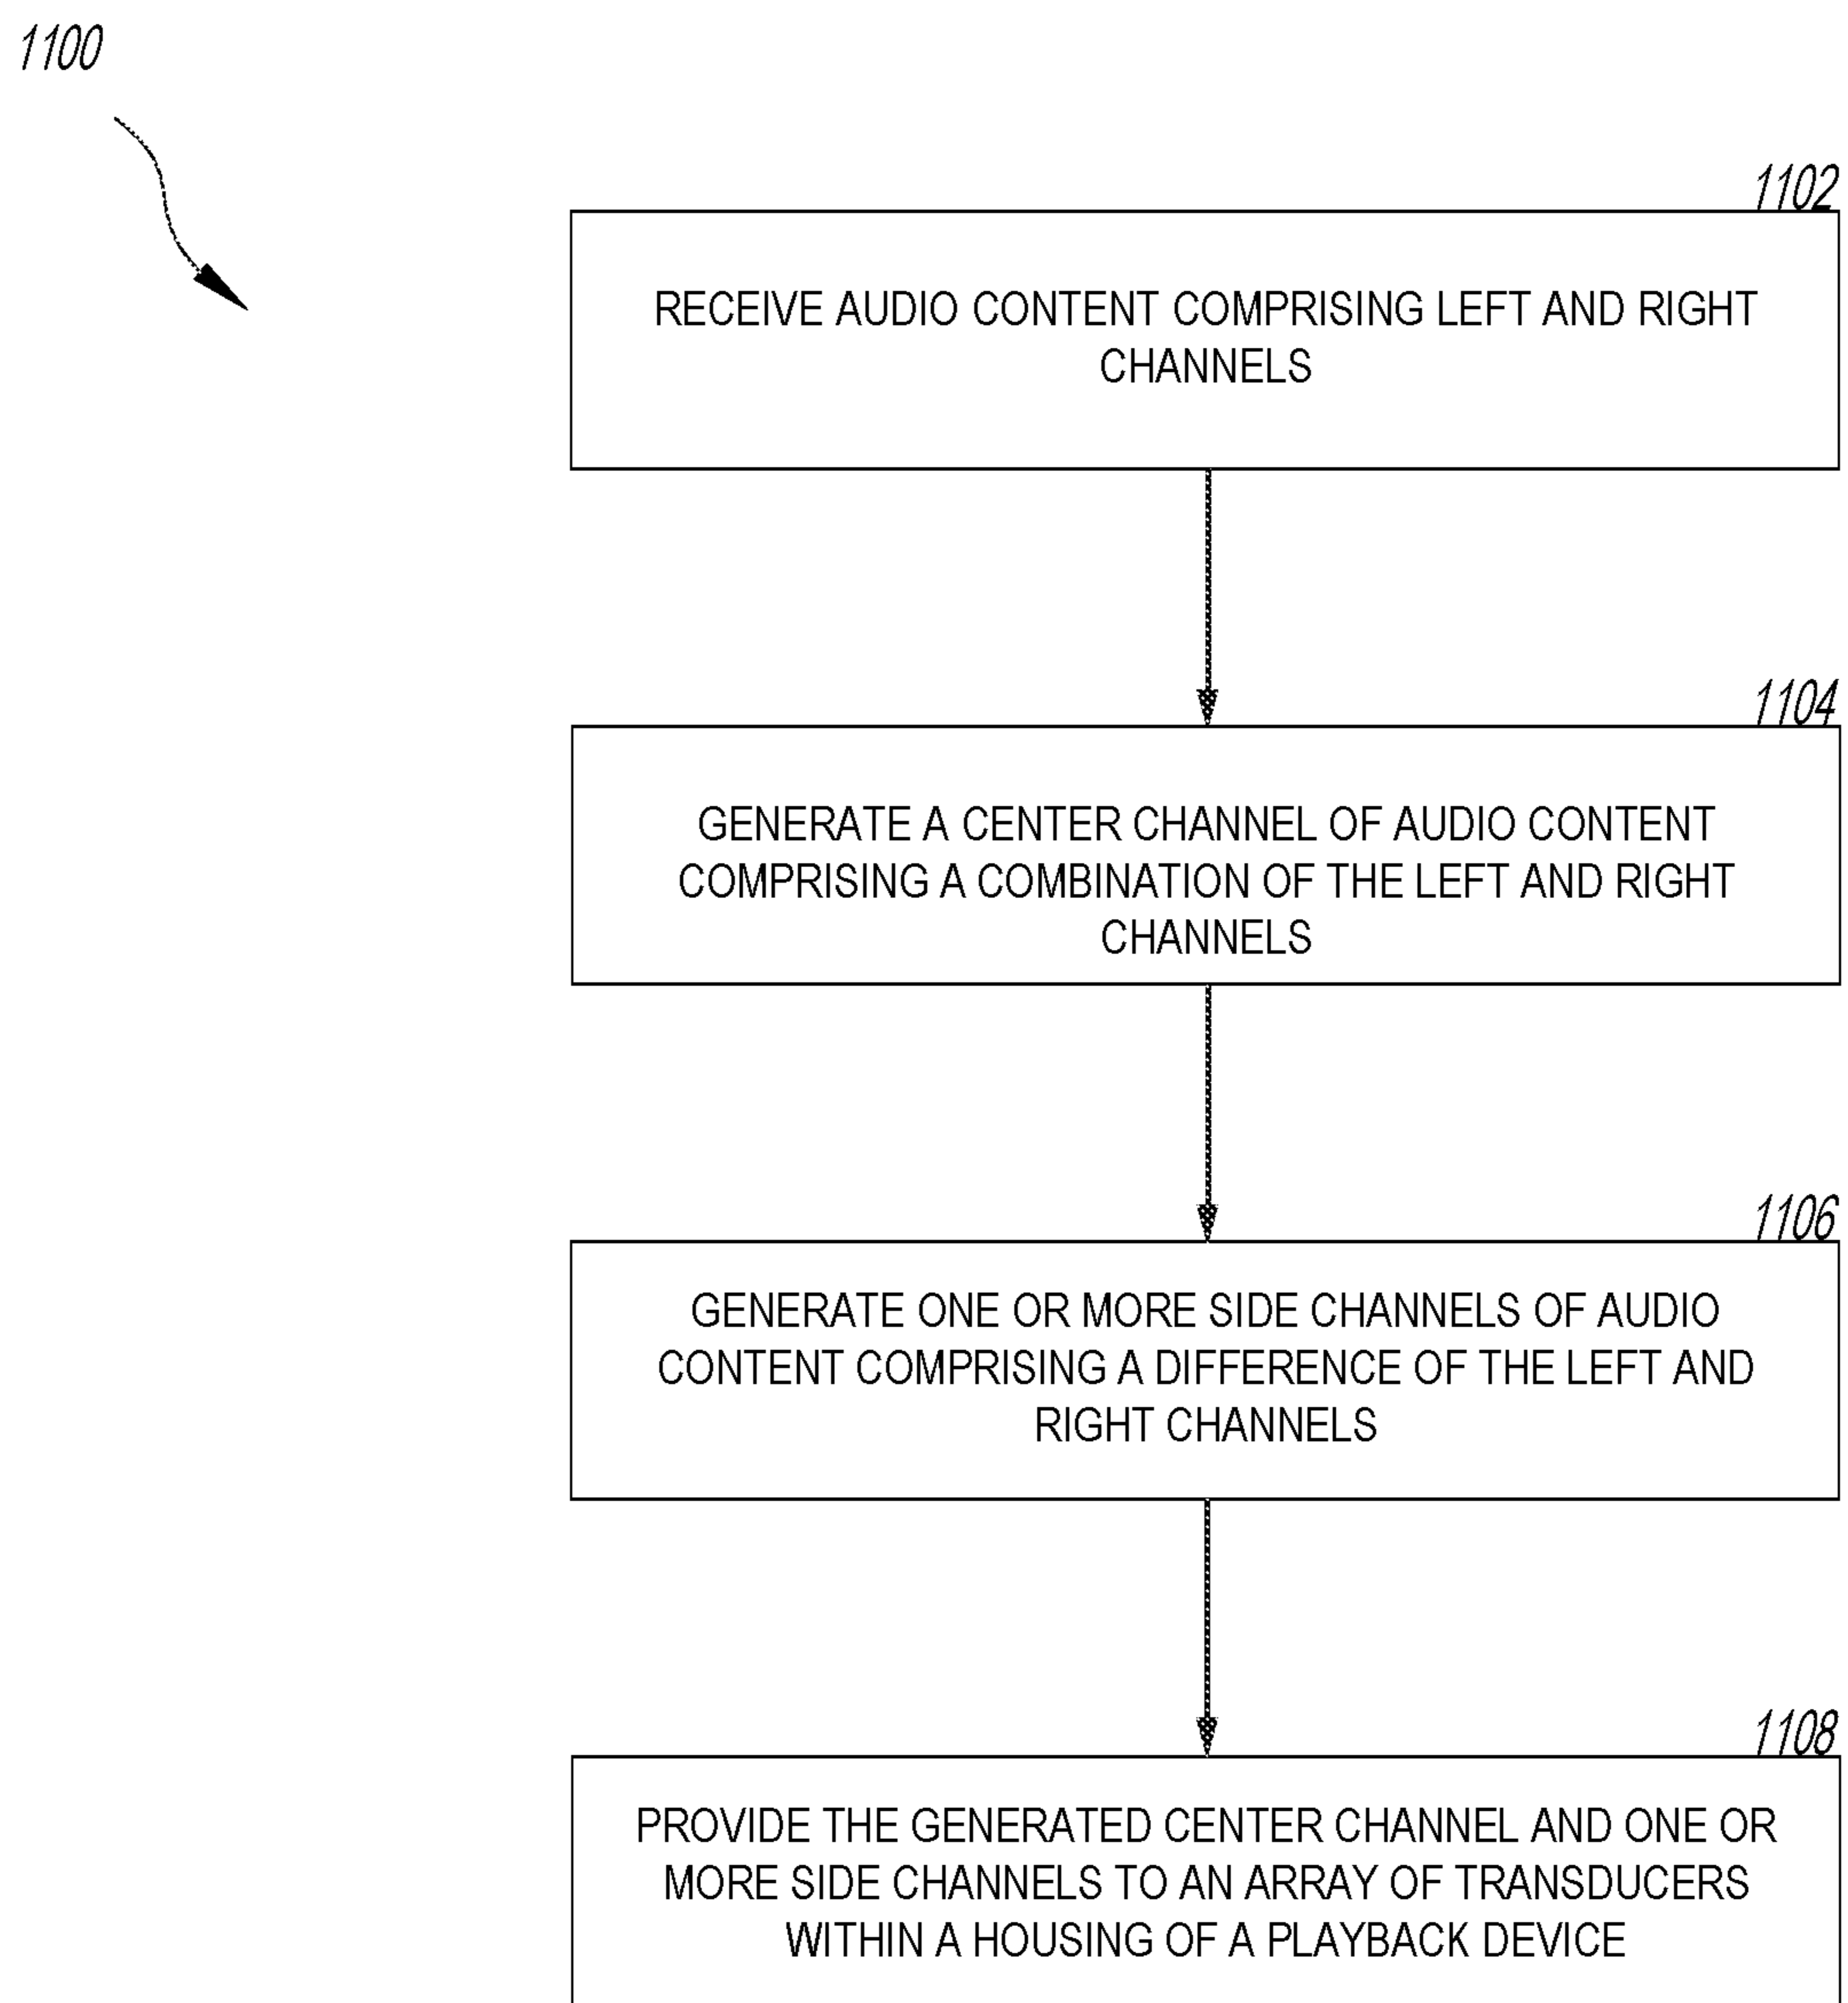 1100
1102
RECEIVE AUDIO CONTENT COMPRISING LEFT AND RIGHT
CHANNELS
1104
GENERATE A CENTER CHANNEL OF AUDIO CONTENT
COMPRISING A COMBINATION OF THE LEFT AND RIGHT
CHANNELS
1106
GENERATE ONE OR MORE SIDE CHANNELS OF AUDIO
CONTENT COMPRISING A DIFFERENCE OF THE LEFT AND
RIGHT CHANNELS
1108
PROVIDE THE GENERATED CENTER CHANNEL AND ONE OR
MORE SIDE CHANNELS TO AN ARRAY OF TRANSDUCERS
WITHIN A HOUSING OF A PLAYBACK DEVICE